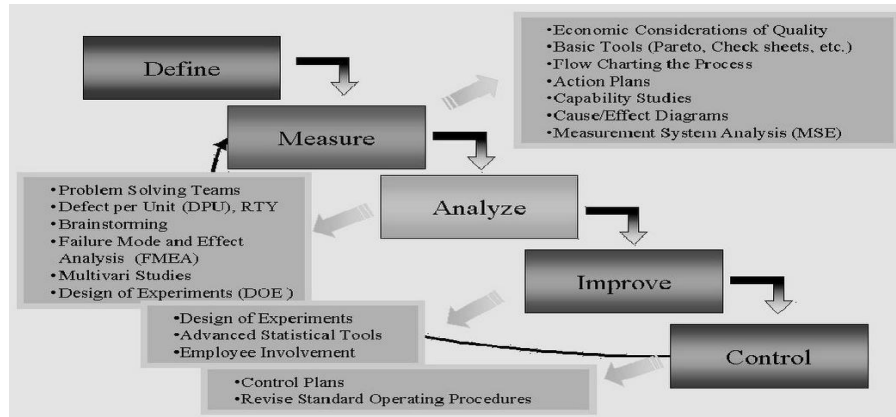 Define
•Economic Considerations of Quality
•Basic Tools (Pareto, Check sheets, etc.)
•Flow Charting the Process
•Action Plans
•Capability Studies
•Cause/Effect Diagrams
•Measurement System Analysis (MSE)
Measure
•Problem Solving Teams
•Defect per Unit (DPU), RTY
•Brainstorming
•Failure Mode and Effect
Analysis (FMEA)
•Multivari Studies
•Design of Experiments (DOE )
Analyze
Improve
•Design of Experiments
•Advanced Statistical Tools
•Employee Involvement
Control
•Control Plans
•Revise Standard Operating Procedures